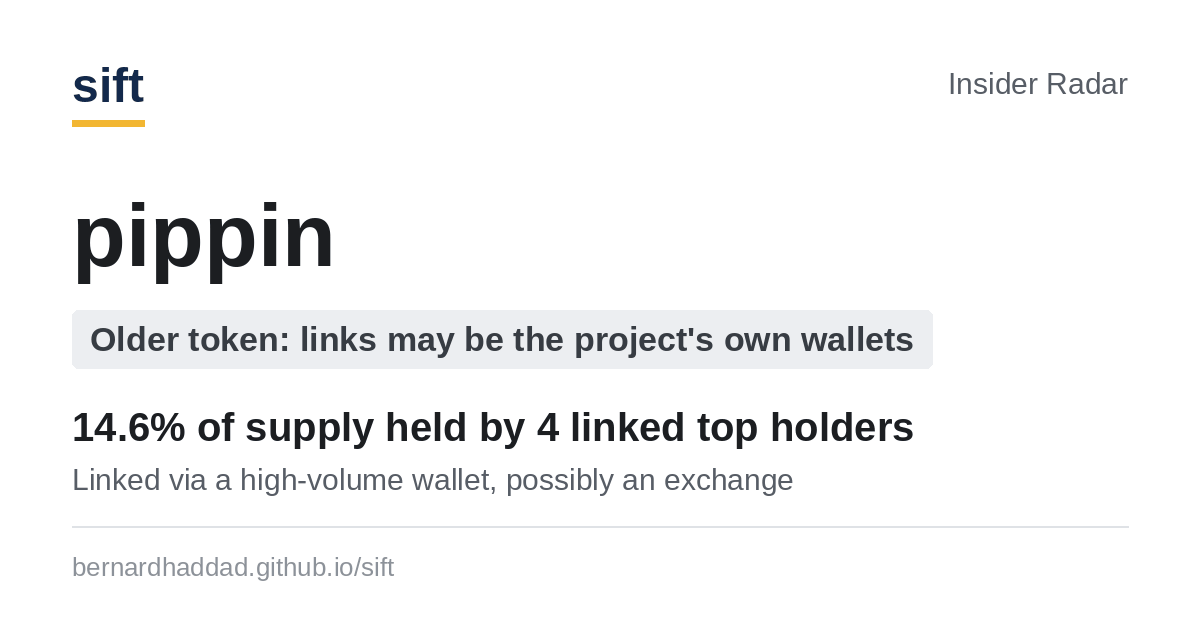 sift
Insider Radar
pippin
Older token: links may be the project's own wallets
14.6% of supply held by 4 linked top holders
Linked via a high-volume wallet, possibly an exchange
bernardhaddad.github.io/sift